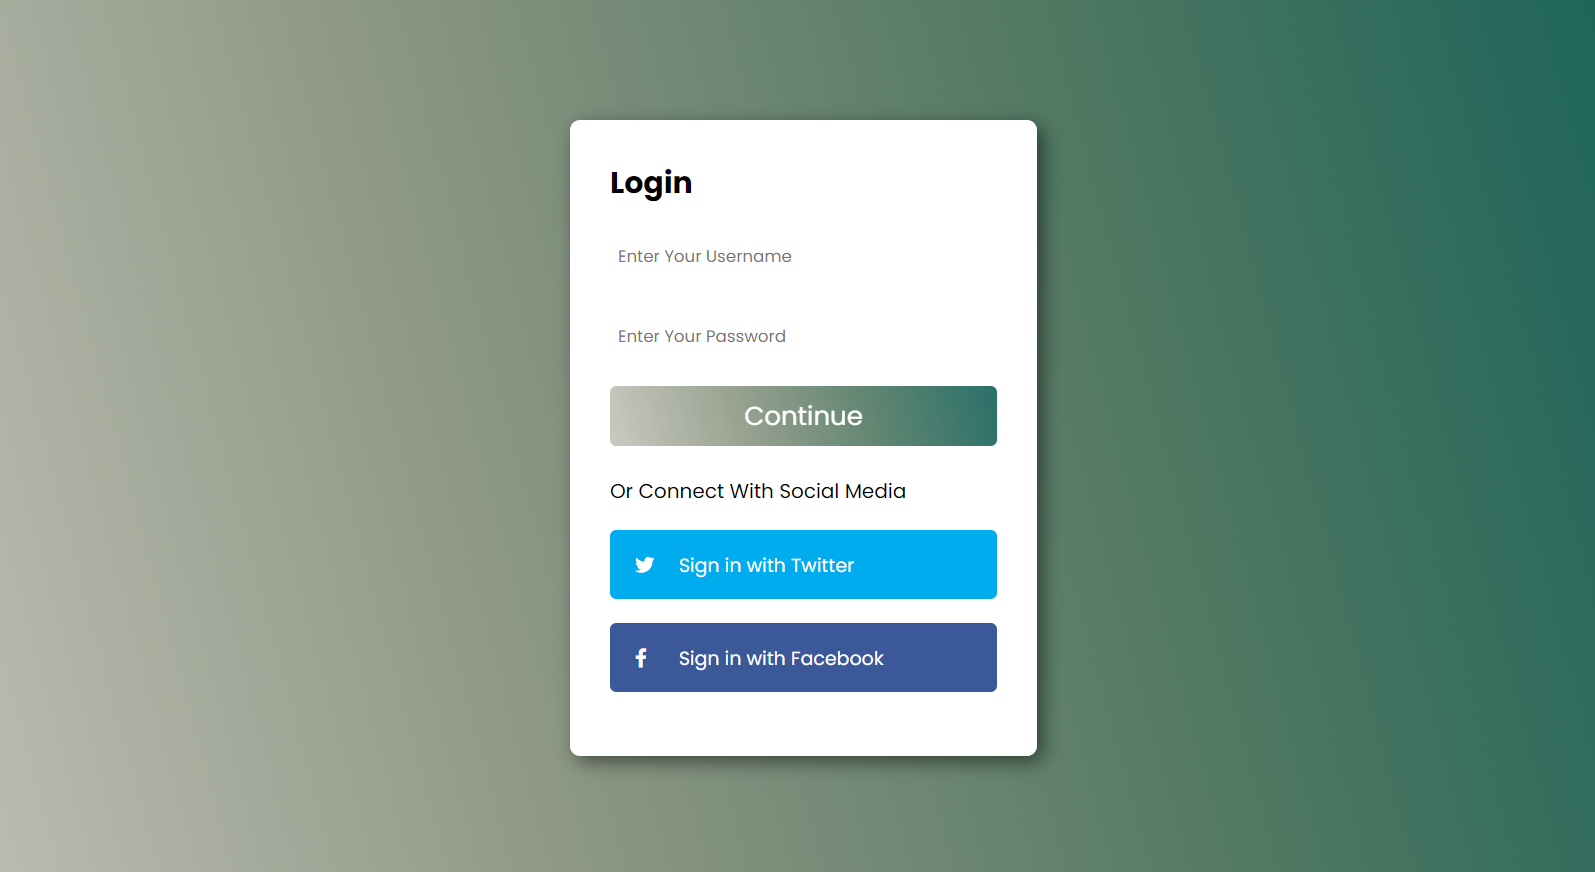 Login
Enter Your Username
Enter Your Password
Continue
Or Connect With Social Media
Sign in with Twitter
Sign in with Facebook